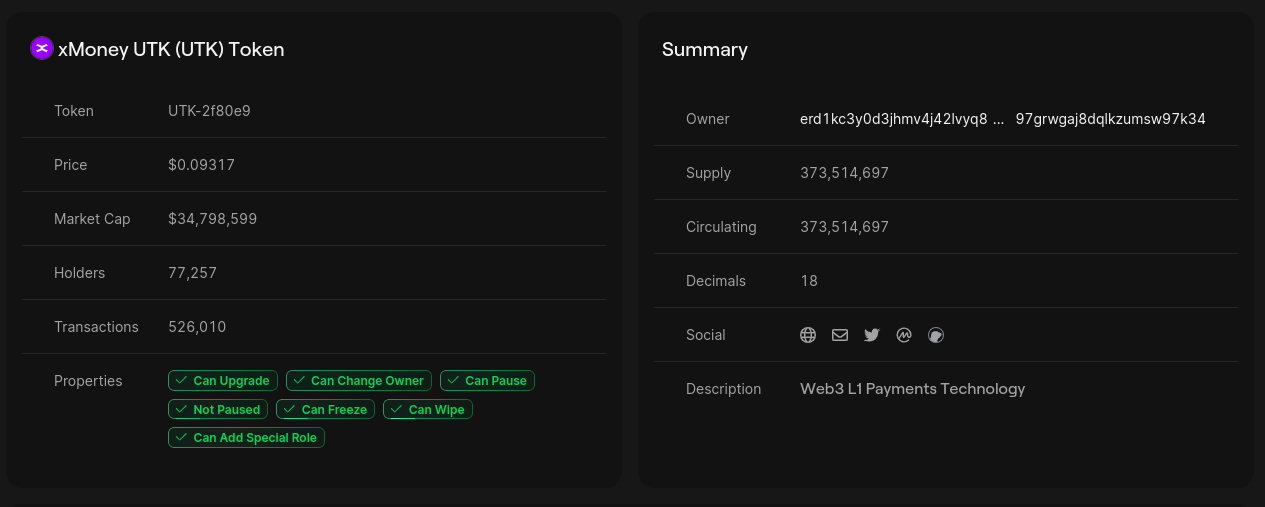 xMoney UTK (UTK) Token
Token UTK-2f80e9
Price $0.09317
Market Cap $34,798,599
Holders 77,257
Transactions 526,010
Properties Can Upgrade Can Change Owner Can Pause
Not Paused Can Freeze Can Wipe
Can Add Special Role
Summary
Owner erd1kc3y0d3jhmv4j42lvyq8 ... 97grwgaj8dqlkzumsw97k34
Supply 373,514,697
Circulating 373,514,697
Decimals 18
Social
Description Web3 L1 Payments Technology